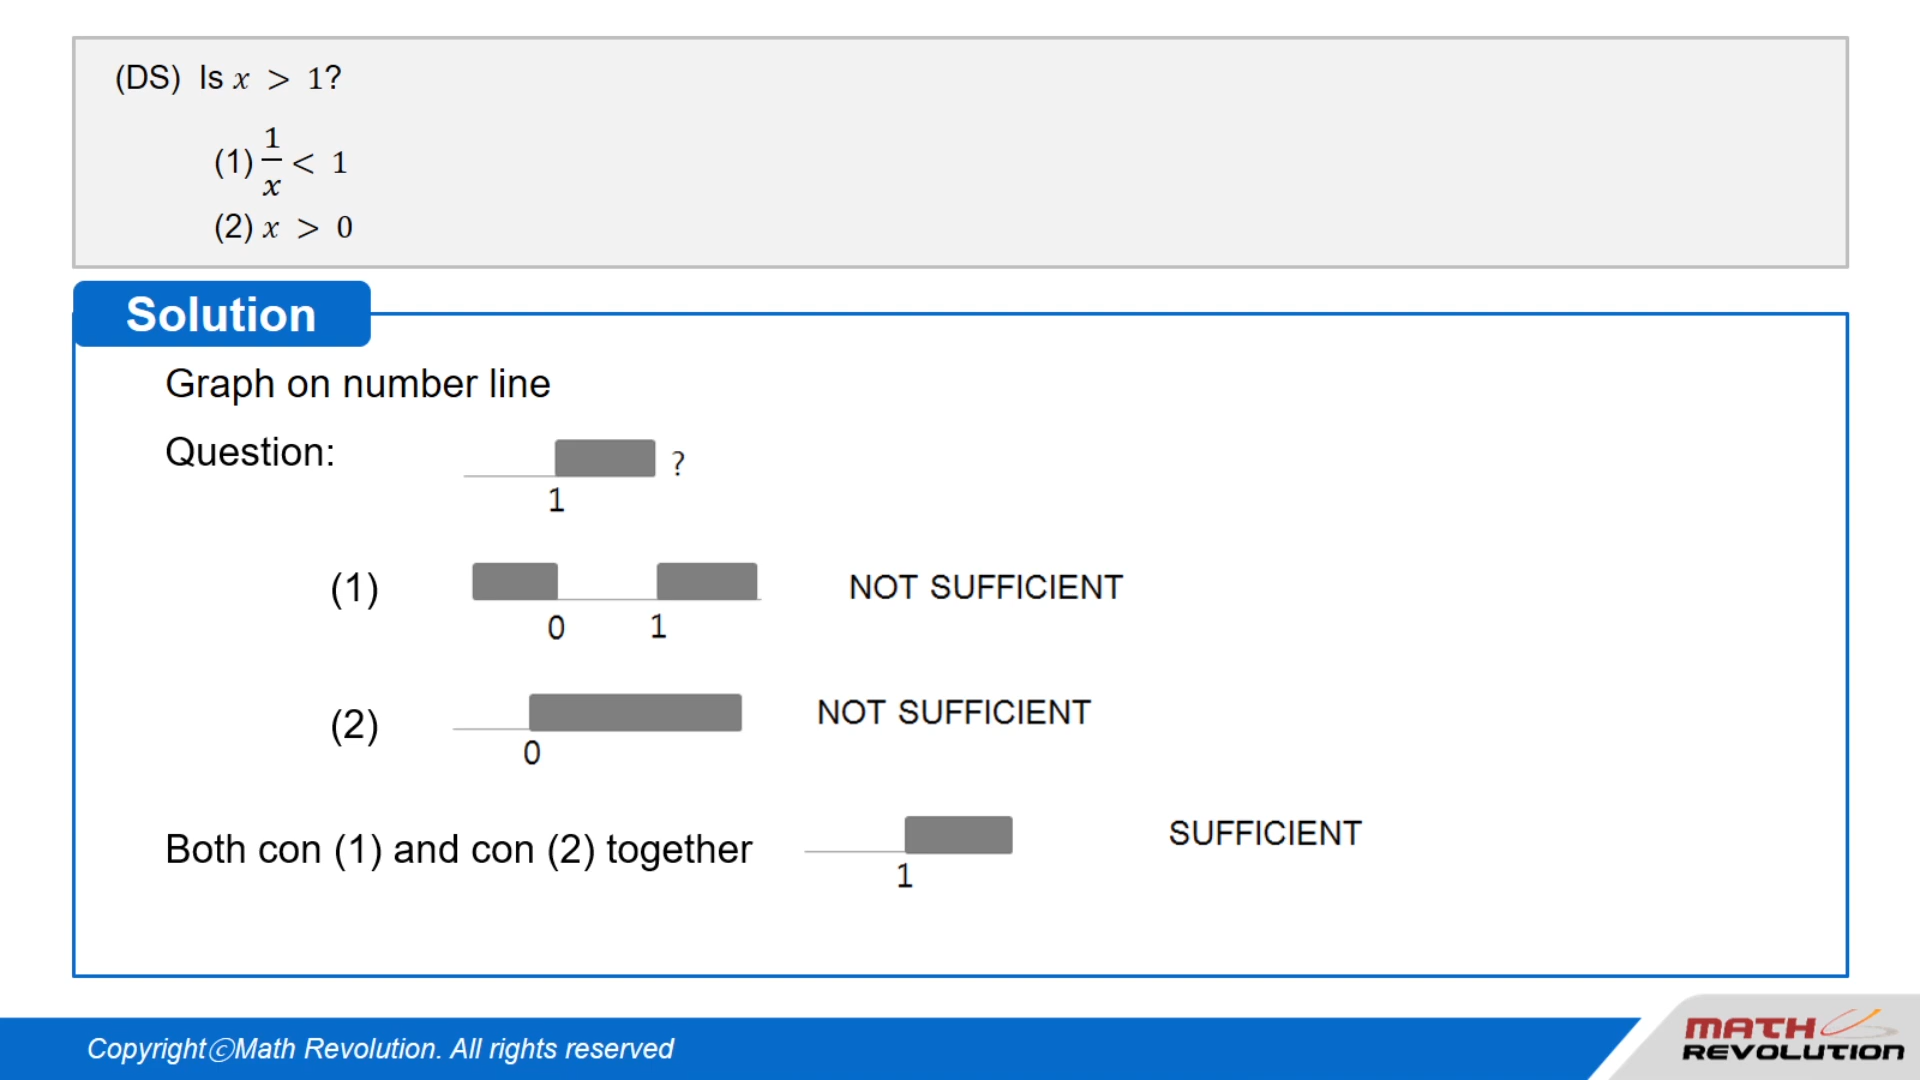 (DS) Is x > 1?
(1) 1/x < 1
(2) x > 0
Solution
Graph on number line
Question:
?
1
(1)
NOT SUFFICIENT
0 1
(2)
NOT SUFFICIENT
0
Both con (1) and con (2) together
SUFFICIENT
1
CopyrightⓒMath Revolution. All rights reserved
MATH
REVOLUTION